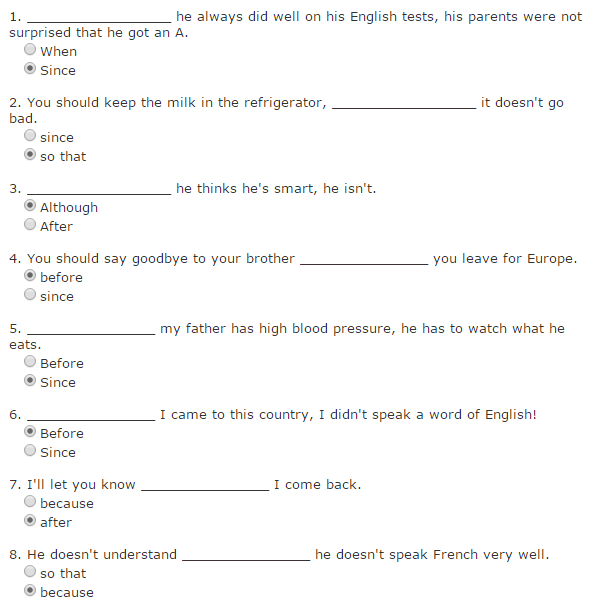 1. __________________ he always did well on his English tests, his parents were not
surprised that he got an A.
When
Since
2. You should keep the milk in the refrigerator, __________________ it doesn't go
bad.
since
so that
3. __________________ he thinks he's smart, he isn't.
Although
After
4. You should say goodbye to your brother ________________ you leave for Europe.
before
since
5. ________________ my father has high blood pressure, he has to watch what he
eats.
Before
Since
6. ________________ I came to this country, I didn't speak a word of English!
Before
Since
7. I'll let you know ________________ I come back.
because
after
8. He doesn't understand ________________ he doesn't speak French very well.
so that
because